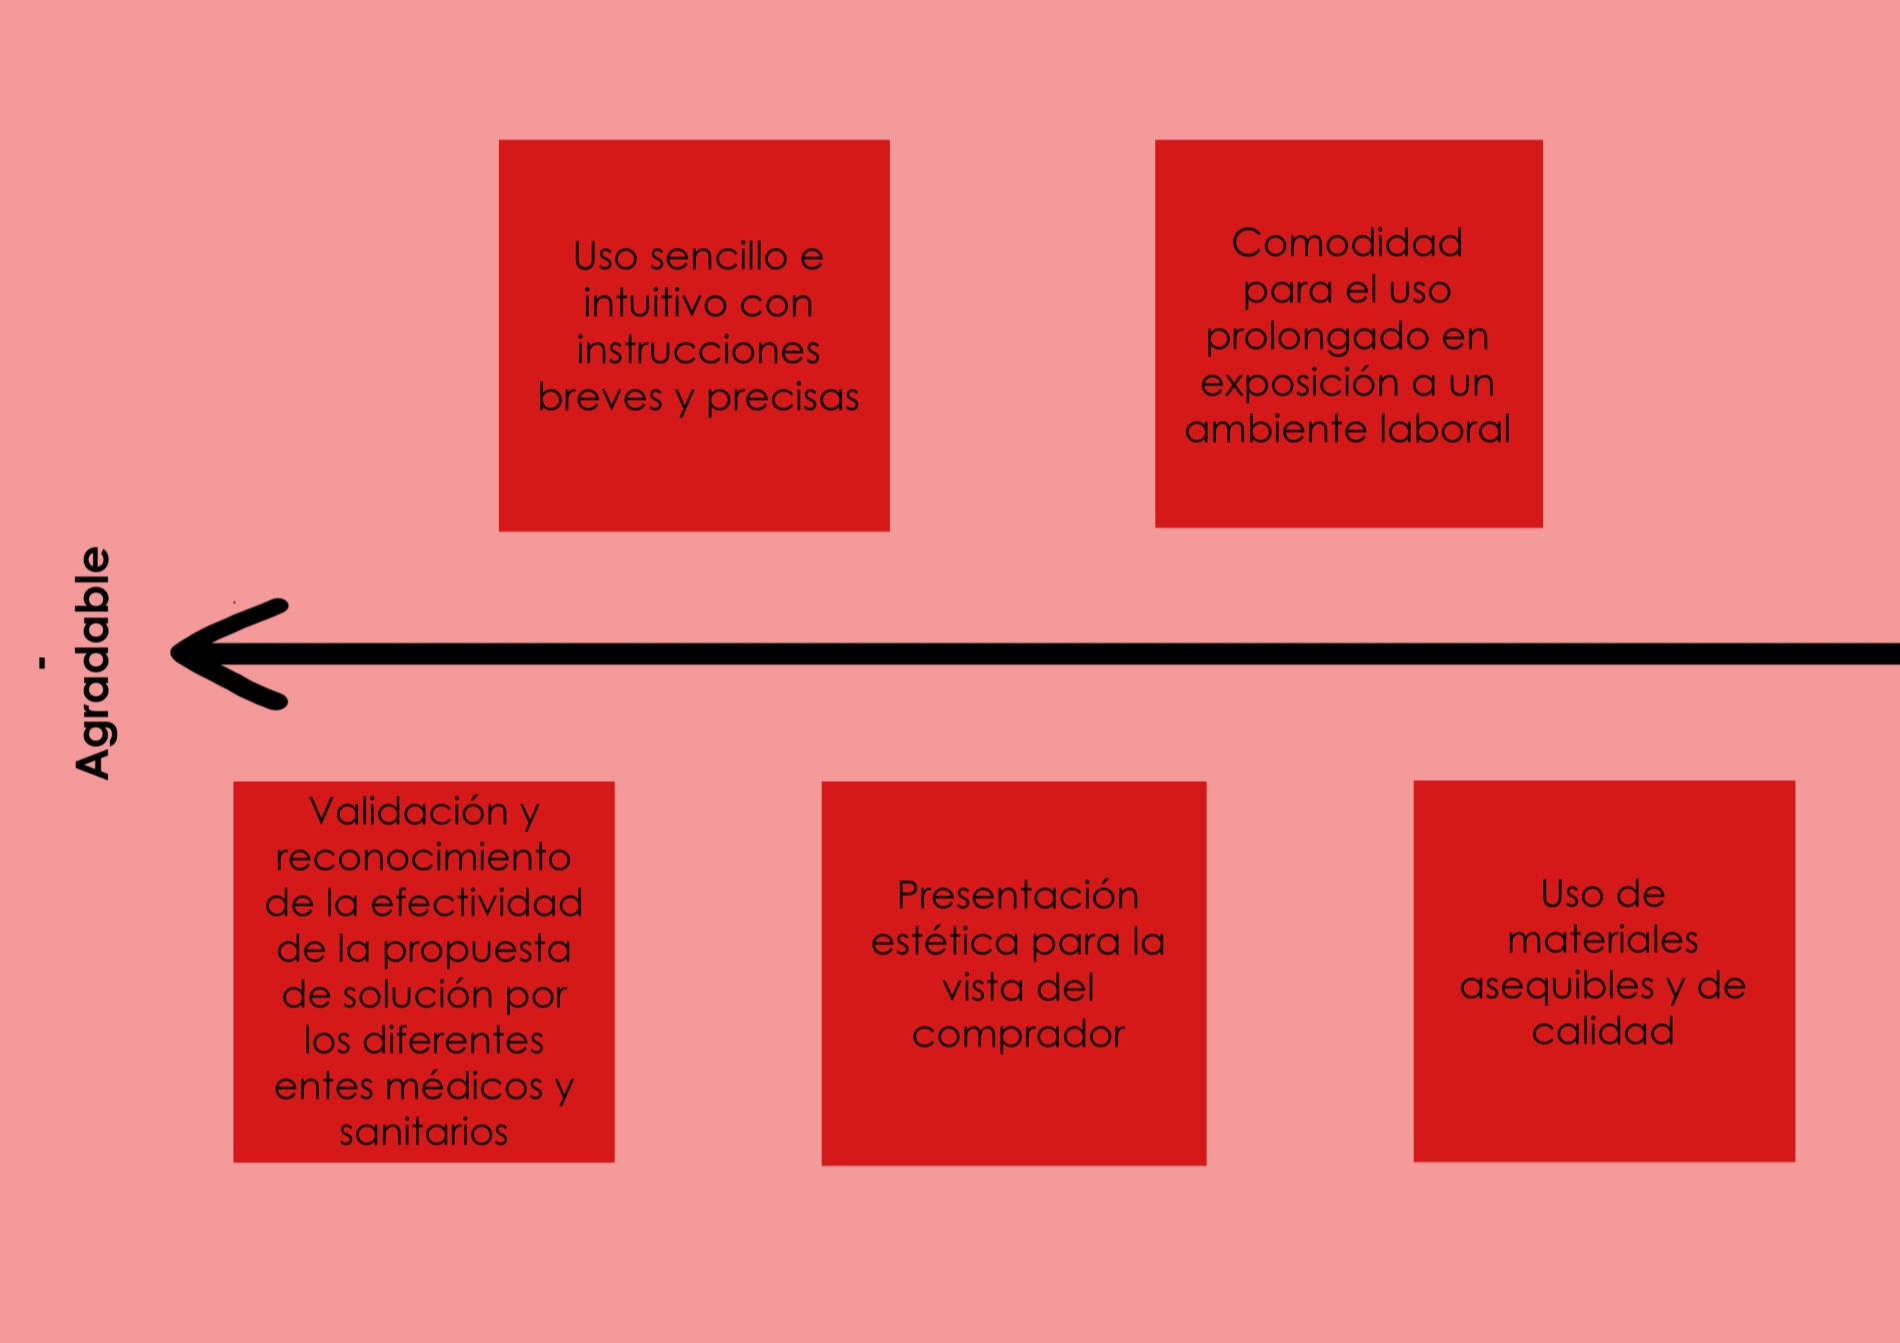 Uso sencillo e
intuitivo con
instrucciones
breves y precisas
Comodidad
para el uso
prolongado en
exposición a un
ambiente laboral
-
Agradable
Validación y
reconocimiento
de la efectividad
de la propuesta
de solución por
los diferentes
entes médicos y
sanitarios
Presentación
estética para la
vista del
comprador
Uso de
materiales
asequibles y de
calidad